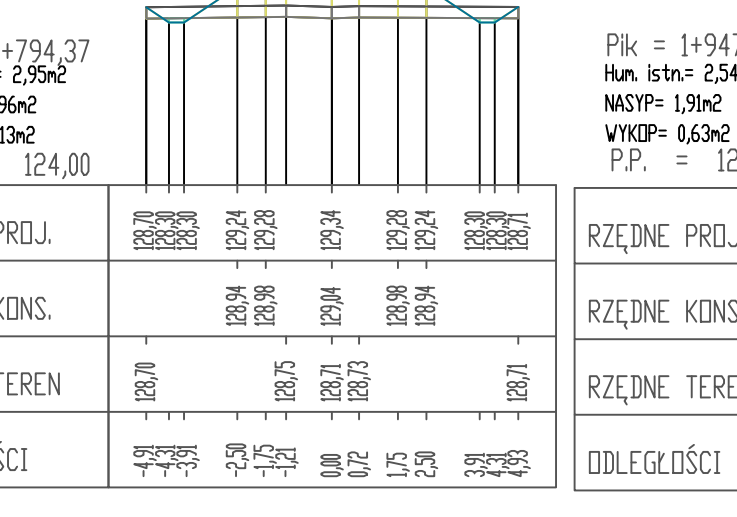 +794,37
= 2,95m2
96m2
13m2
124,00
PROJ.
128,70 128,30 128,30 129,24 129,28 129,34 129,28 129,24 128,30 128,30 128,71
KONS.
128,94 128,98 129,04 128,98 128,94
TEREN
128,70 128,75 128,71 128,73 128,71
ŚCI
-4,91 -4,31 -3,91 -2,50 -1,75 -1,21 0,00 0,72 1,75 2,50 3,91 4,31 4,93
Pik = 1+947
Hum. istn.= 2,54
NASYP= 1,91m2
WYKOP= 0,63m2
P.P. = 12
RZĘDNE PROJ
RZĘDNE KONS
RZĘDNE TERE
ODLEGŁOŚCI